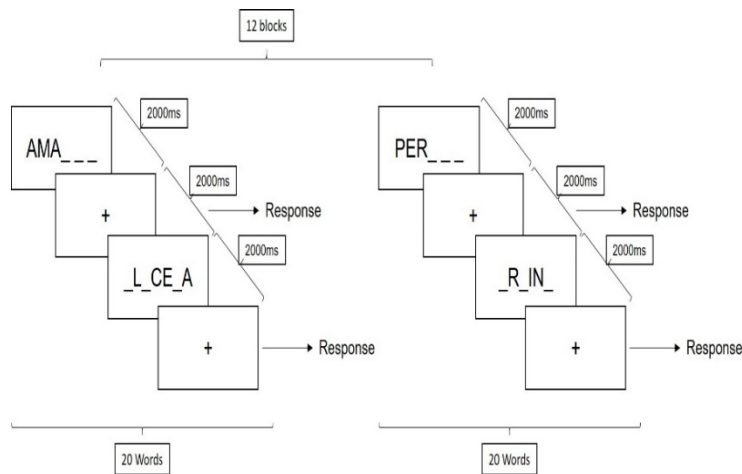 12 blocks
2000ms
AMA_ _ _
2000ms
+
Response
2000ms
_L_CE_A
+
Response
20 Words
2000ms
PER_ _ _
2000ms
+
Response
2000ms
_R_IN_
+
Response
20 Words